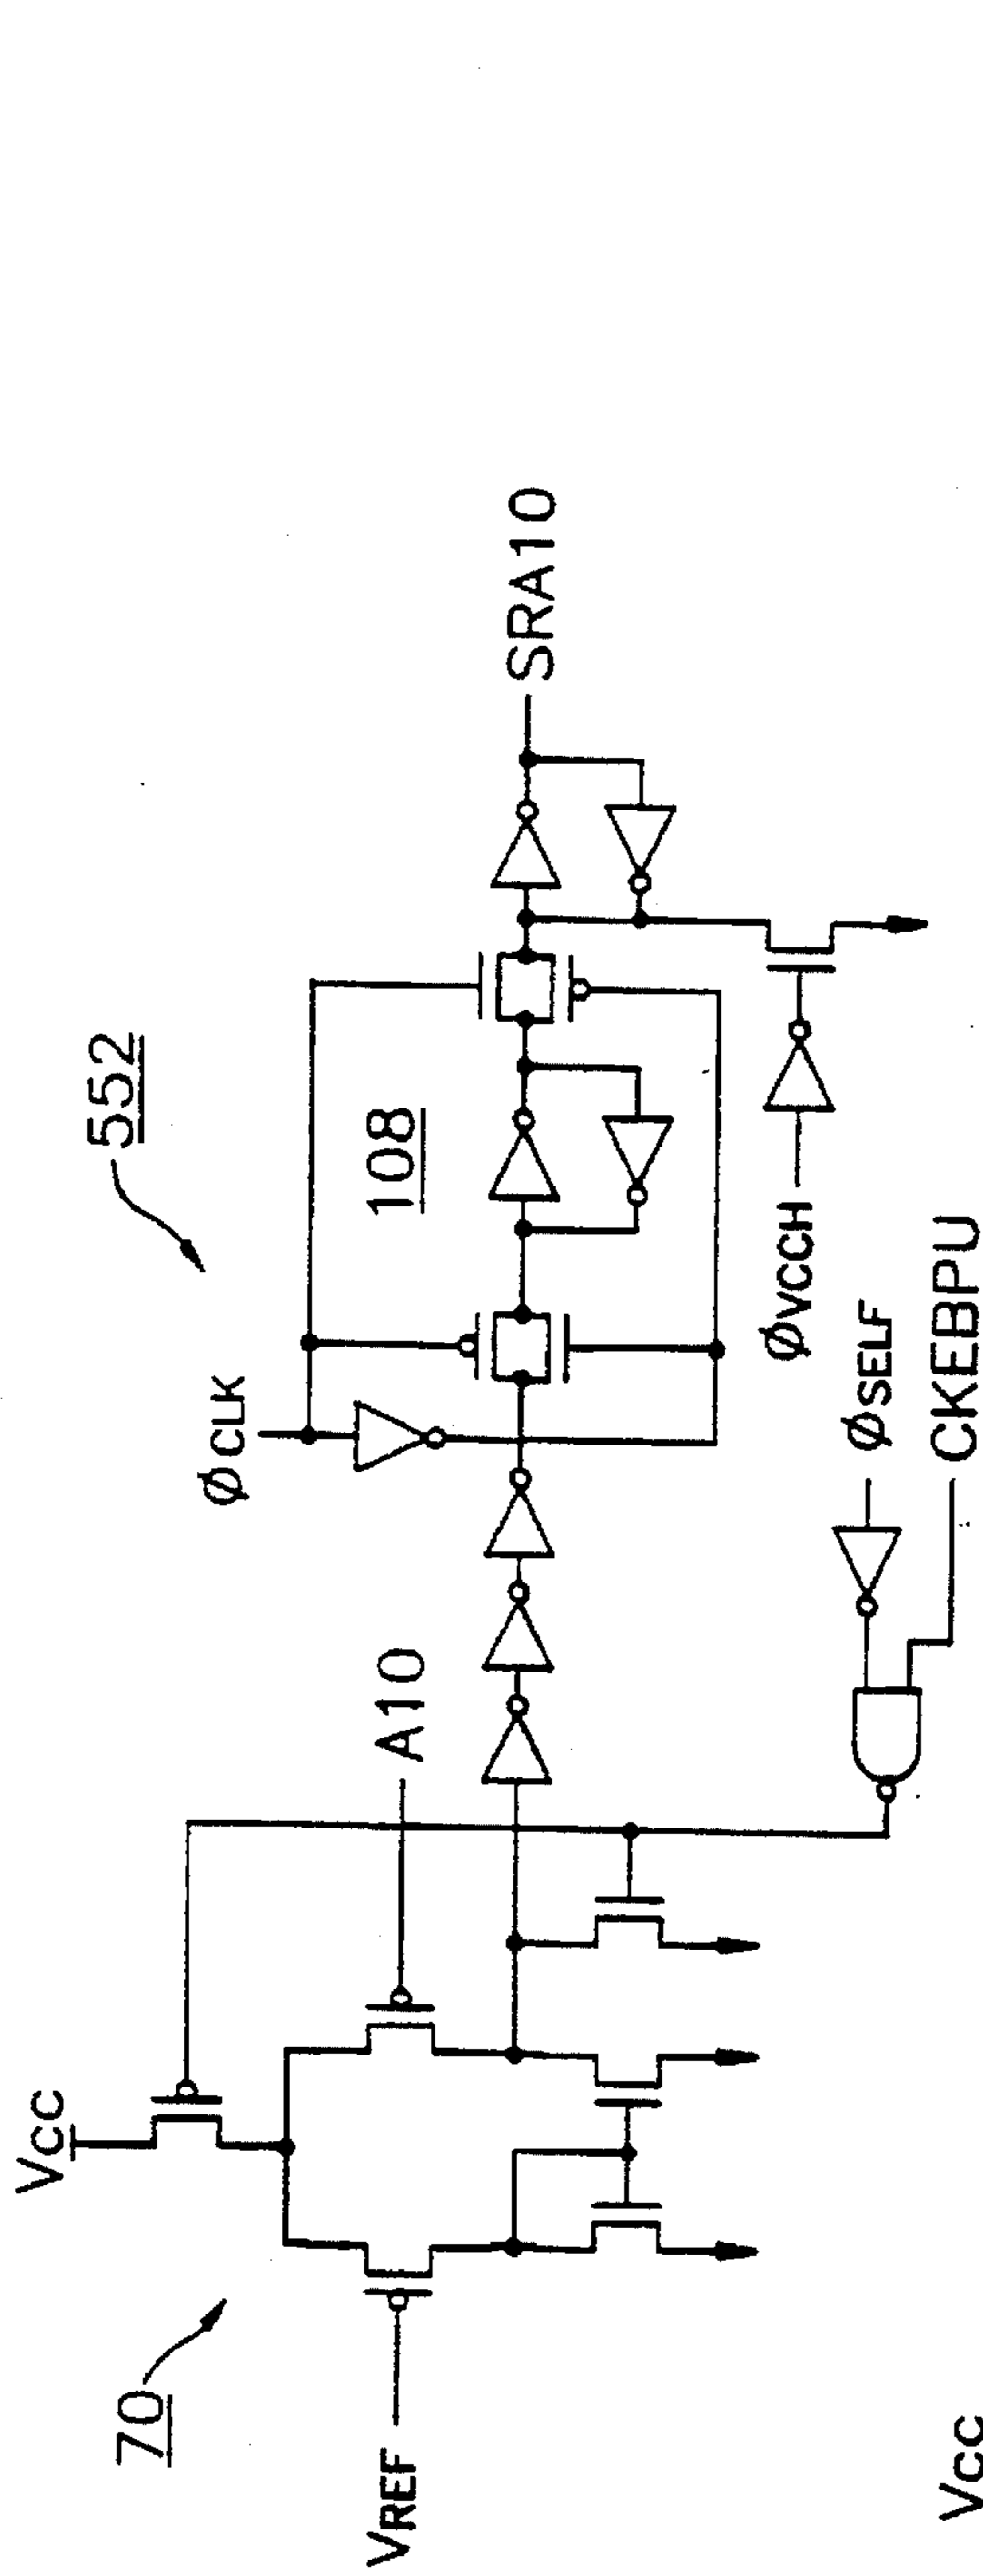 70
VREF
VCC
A10
ØCLK
552
108
SRA10
ØVCCH
ØSELF
CKEBPU
VCC